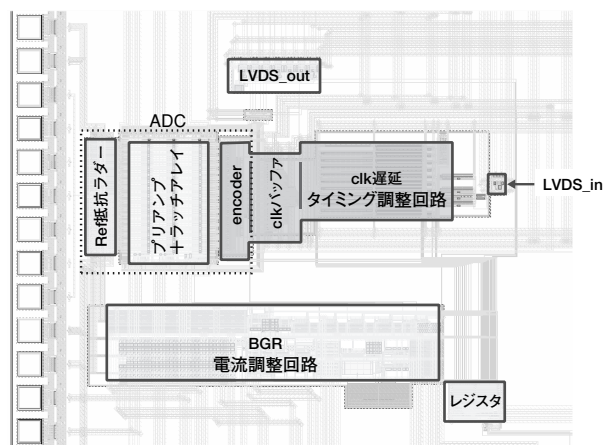 LVDS_out
ADC
Ref抵抗ラダー
プリアンプ
+ラッチアレイ
encoder
clkバッファ
clk遅延
タイミング調整回路
LVDS_in
BGR
電流調整回路
レジスタ